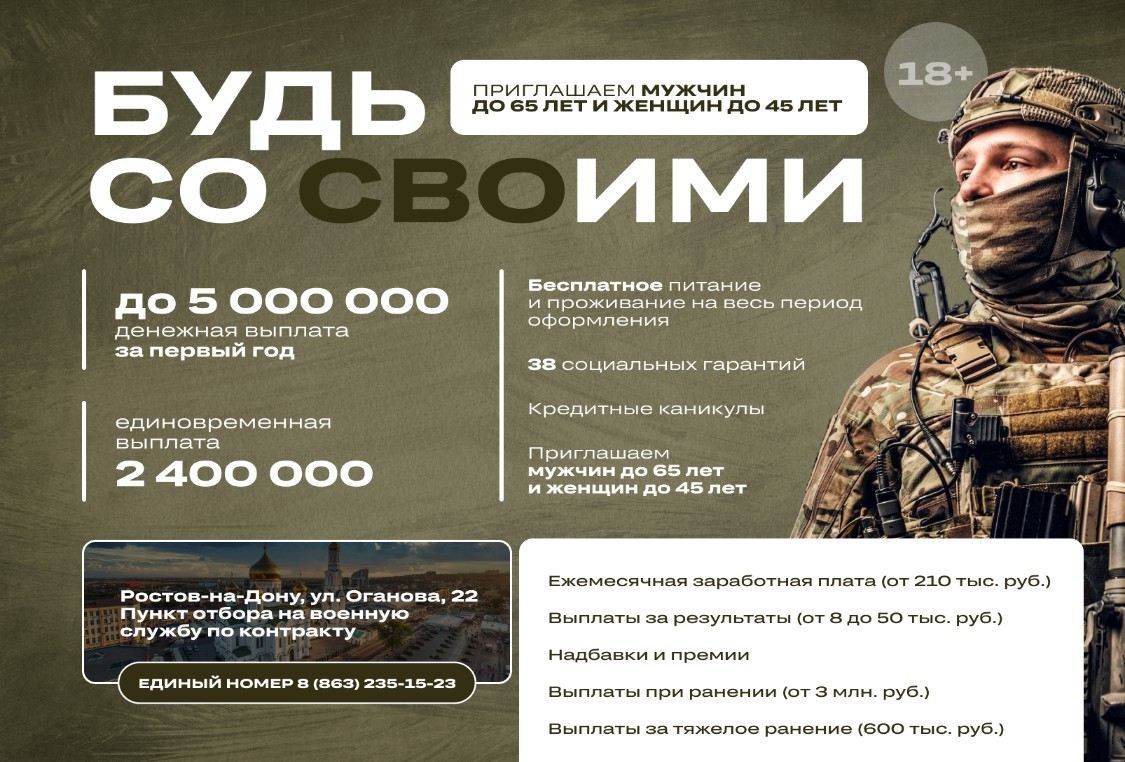 БУДЬ
ПРИГЛАШАЕМ МУЖЧИН
ДО 65 ЛЕТ И ЖЕНЩИН ДО 45 ЛЕТ
18+
СО СВОИМИ
до 5 000 000
денежная выплата
за первый год
единовременная
выплата
2 400 000
Бесплатное питание
и проживание на весь период
оформления
38 социальных гарантий
Кредитные каникулы
Приглашаем
мужчин до 65 лет
и женщин до 45 лет
Ростов-на-Дону, ул. Оганова, 22
Пункт отбора на военную
службу по контракту
ЕДИНЫЙ НОМЕР 8 (863) 235-15-23
Ежемесячная заработная плата (от 210 тыс. руб.)
Выплаты за результаты (от 8 до 50 тыс. руб.)
Надбавки и премии
Выплаты при ранении (от 3 млн. руб.)
Выплаты за тяжелое ранение (600 тыс. руб.)